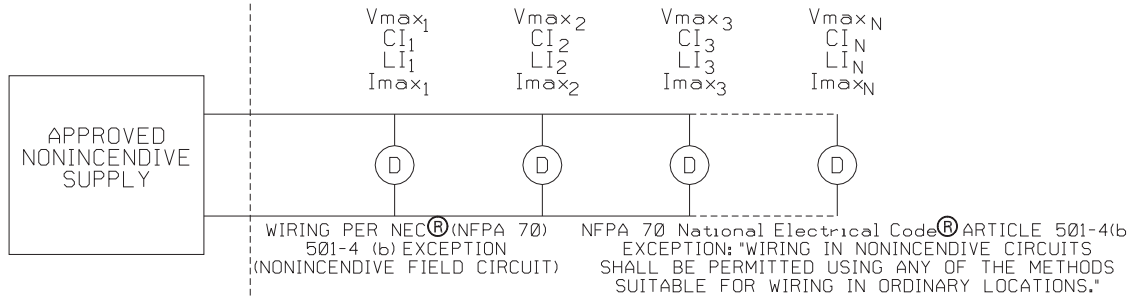 Vmax1 Vmax2 Vmax3 VmaxN
CI1 CI2 CI3 CIN
LI1 LI2 LI3 LIN
Imax1 Imax2 Imax3 ImaxN
APPROVED
NONINCENDIVE
SUPPLY
D D D D
WIRING PER NEC® (NFPA 70)
501-4 (b) EXCEPTION
(NONINCENDIVE FIELD CIRCUIT)
NFPA 70 National Electrical Code® ARTICLE 501-4(b
EXCEPTION: "WIRING IN NONINCENDIVE CIRCUITS
SHALL BE PERMITTED USING ANY OF THE METHODS
SUITABLE FOR WIRING IN ORDINARY LOCATIONS."